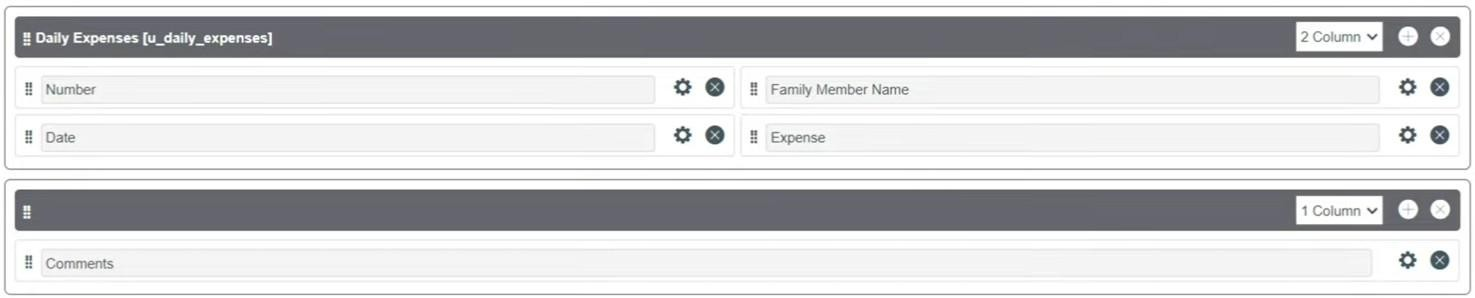 Daily Expenses [u_daily_expenses]
2 Column
Number
Family Member Name
Date
Expense
1 Column
Comments